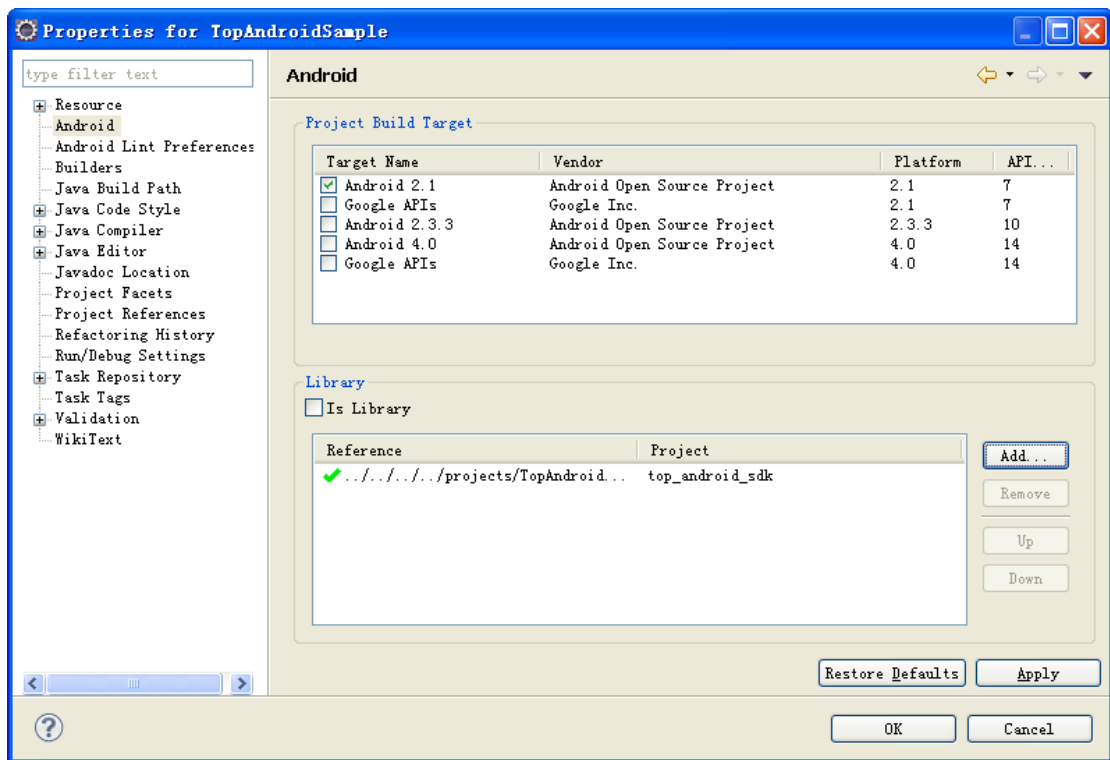 Properties for TopAndroidSample
type filter text
Resource
Android
Android Lint Preferences
Builders
Java Build Path
Java Code Style
Java Compiler
Java Editor
Javadoc Location
Project Facets
Project References
Refactoring History
Run/Debug Settings
Task Repository
Task Tags
Validation
WikiText
Android
Project Build Target
Target Name Vendor Platform API...
Android 2.1 Android Open Source Project 2.1 7
Google APIs Google Inc. 2.1 7
Android 2.3.3 Android Open Source Project 2.3.3 10
Android 4.0 Android Open Source Project 4.0 14
Google APIs Google Inc. 4.0 14
Library
Is Library
Reference Project
../../../../projects/TopAndroid... top_android_sdk
Add...
Remove
Up
Down
Restore Defaults Apply
OK Cancel